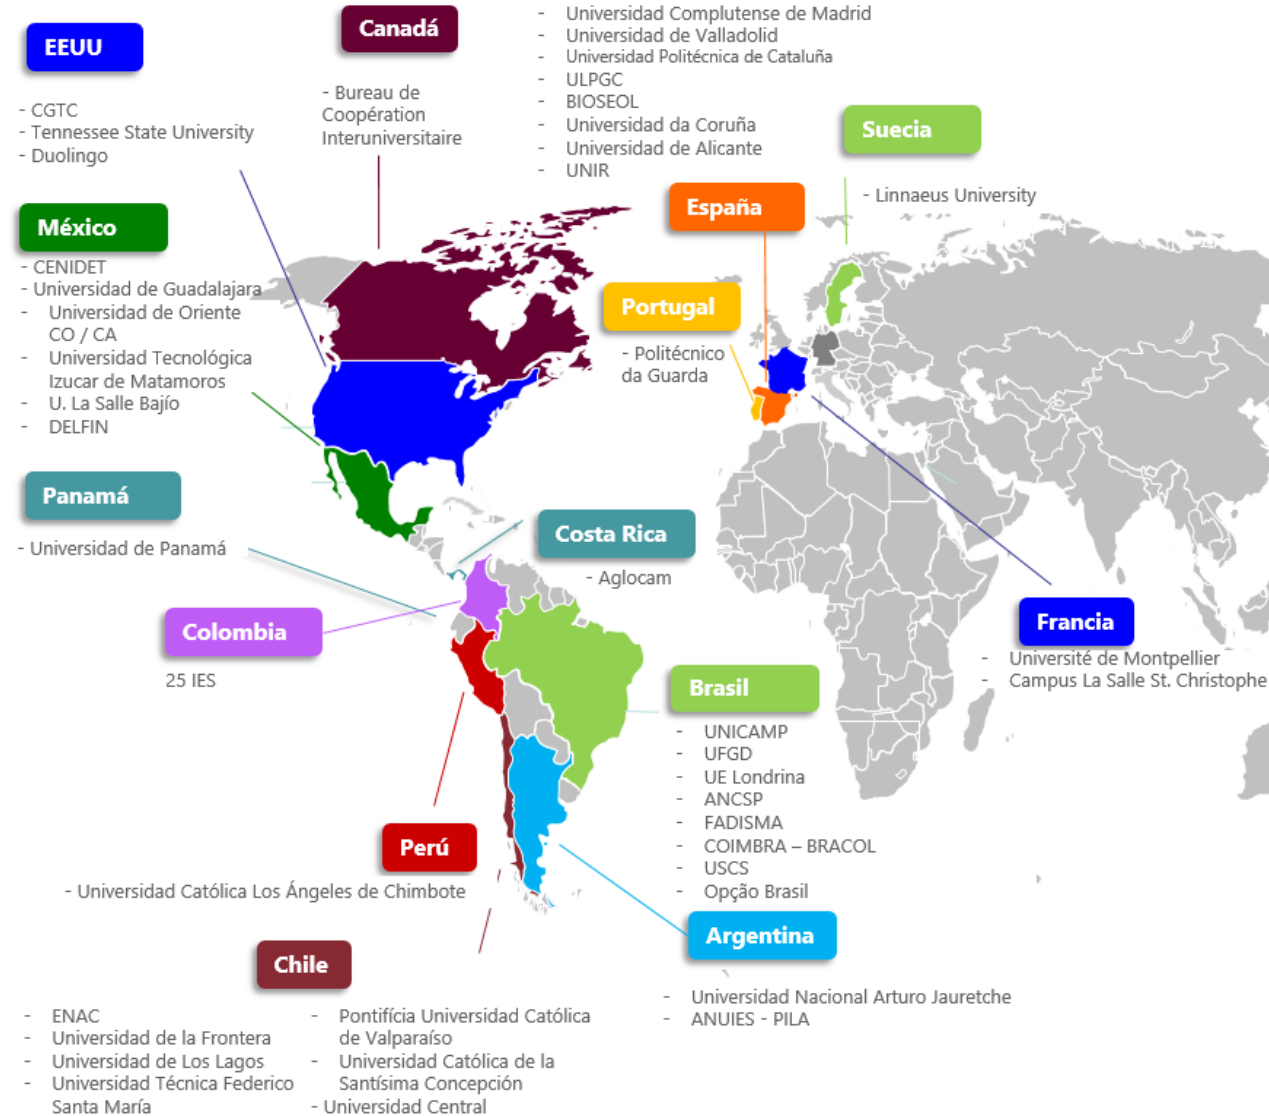 EEUU
- CGTC
- Tennessee State University
- Duolingo
Canadá
- Bureau de
Coopération
Interuniversitaire
- Universidad Complutense de Madrid
- Universidad de Valladolid
- Universidad Politécnica de Cataluña
- ULPGC
- BIOSEOL
- Universidad da Coruña
- Universidad de Alicante
- UNIR
España
Suecia
- Linnaeus University
México
- CENIDET
- Universidad de Guadalajara
- Universidad de Oriente
CO / CA
- Universidad Tecnológica
Izucar de Matamoros
- U. La Salle Bajío
- DELFIN
Portugal
- Politécnico
da Guarda
Panamá
- Universidad de Panamá
Costa Rica
- Aglocam
Colombia
25 IES
Francia
- Université de Montpellier
- Campus La Salle St. Christophe
Brasil
- UNICAMP
- UFGD
- UE Londrina
- ANCSP
- FADISMA
- COIMBRA – BRACOL
- USCS
- Opção Brasil
Perú
- Universidad Católica Los Ángeles de Chimbote
Argentina
- Universidad Nacional Arturo Jauretche
- ANUIES - PILA
Chile
- ENAC
- Universidad de la Frontera
- Universidad de Los Lagos
- Universidad Técnica Federico
Santa María
- Pontifícia Universidad Católica
de Valparaíso
- Universidad Católica de la
Santísima Concepción
- Universidad Central